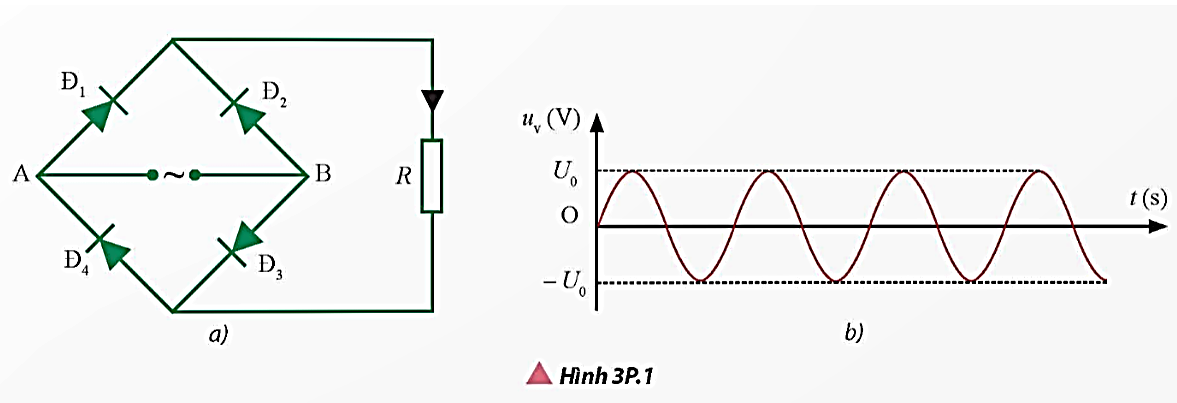 Đ₁
Đ₂
A
~
B
R
Đ₄
Đ₃
a)
uᵥ (V)
U₀
O
t (s)
− U₀
b)
Hình 3P.1